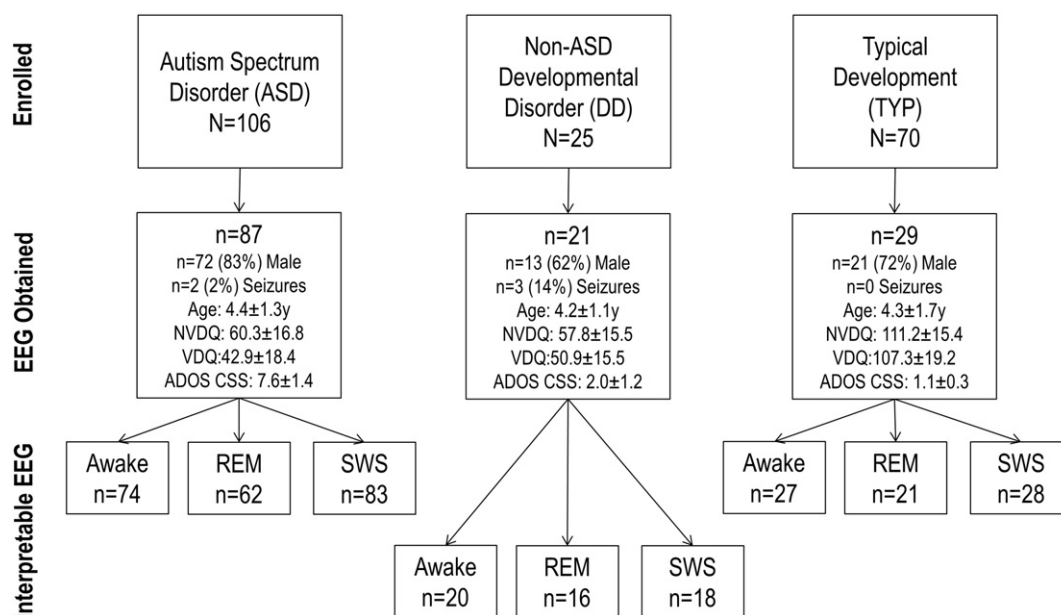 Enrolled
Autism Spectrum
Disorder (ASD)
N=106
Non-ASD
Developmental
Disorder (DD)
N=25
Typical
Development
(TYP)
N=70
EEG Obtained
n=87
n=72 (83%) Male
n=2 (2%) Seizures
Age: 4.4±1.3y
NVDQ: 60.3±16.8
VDQ:42.9±18.4
ADOS CSS: 7.6±1.4
n=21
n=13 (62%) Male
n=3 (14%) Seizures
Age: 4.2±1.1y
NVDQ: 57.8±15.5
VDQ:50.9±15.5
ADOS CSS: 2.0±1.2
n=29
n=21 (72%) Male
n=0 Seizures
Age: 4.3±1.7y
NVDQ: 111.2±15.4
VDQ:107.3±19.2
ADOS CSS: 1.1±0.3
nterpretable EEG
Awake
n=74
REM
n=62
SWS
n=83
Awake
n=20
REM
n=16
SWS
n=18
Awake
n=27
REM
n=21
SWS
n=28